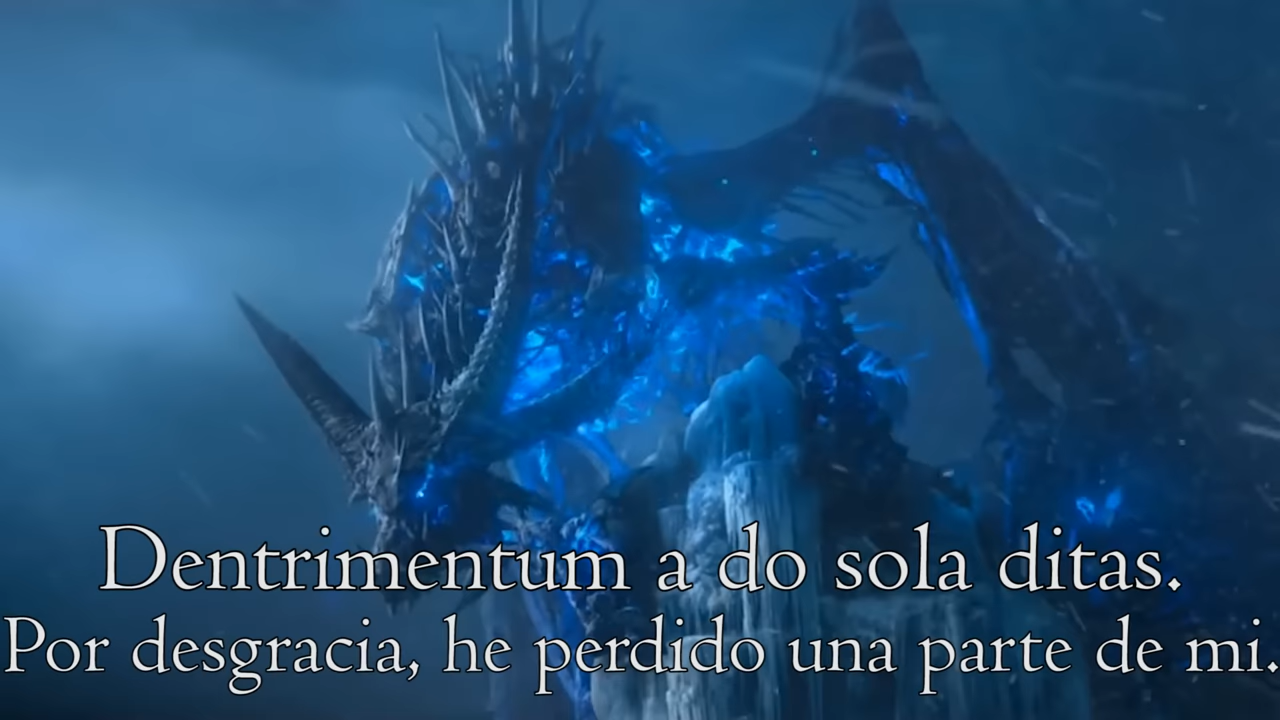 Dentrimentum a do sola ditas.
Por desgracia, he perdido una parte de mi.